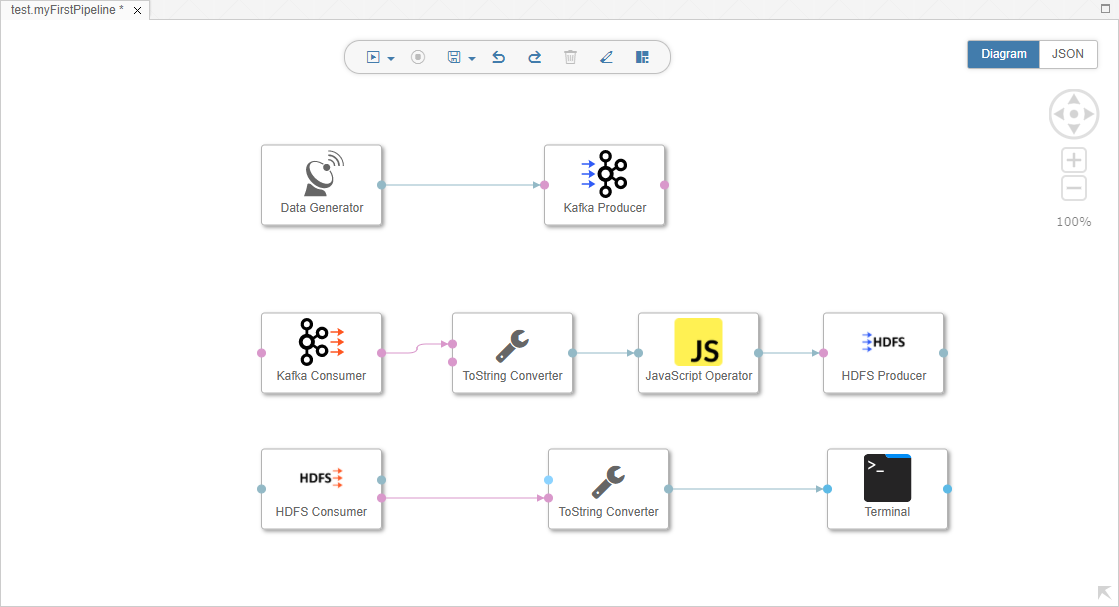 test.myFirstPipeline * ×
Diagram JSON
100%
Data Generator
Kafka Producer
Kafka Consumer
ToString Converter
JS
JavaScript Operator
HDFS
HDFS Producer
HDFS
HDFS Consumer
ToString Converter
>_
Terminal